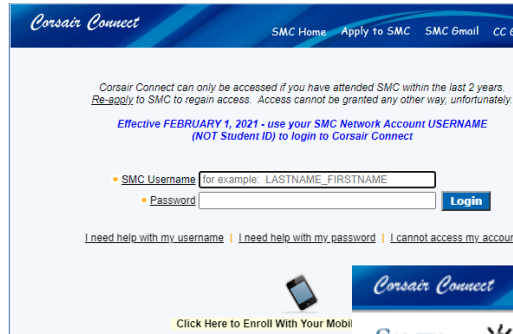 Corsair Connect
SMC Home Apply to SMC SMC Gmail CC
Corsair Connect can only be accessed if you have attended SMC within the last 2 years.
Re-apply to SMC to regain access. Access cannot be granted any other way, unfortunately.
Effective FEBRUARY 1, 2021 - use your SMC Network Account USERNAME
(NOT Student ID) to login to Corsair Connect
SMC Username for example: LASTNAME_FIRSTNAME
Password Login
I need help with my username | I need help with my password | I cannot access my accoun
Corsair Connect
Click Here to Enroll With Your Mobil